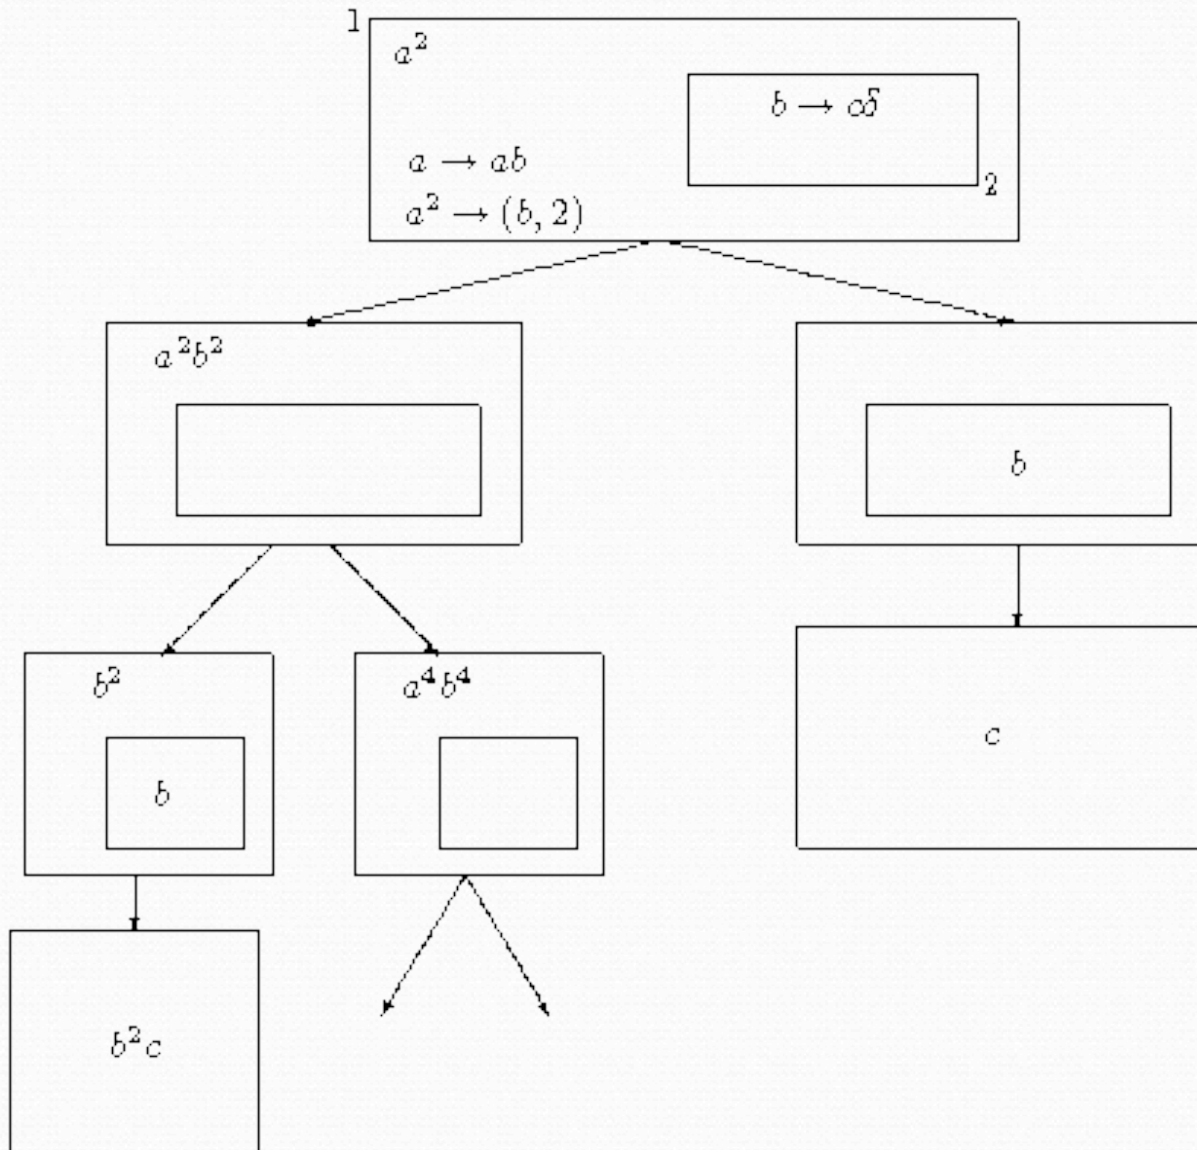 1
a²
b → cδ
a → ab
2
a² → (b, 2)
a²b²
b
b²
a⁴b⁴
c
b
b²c